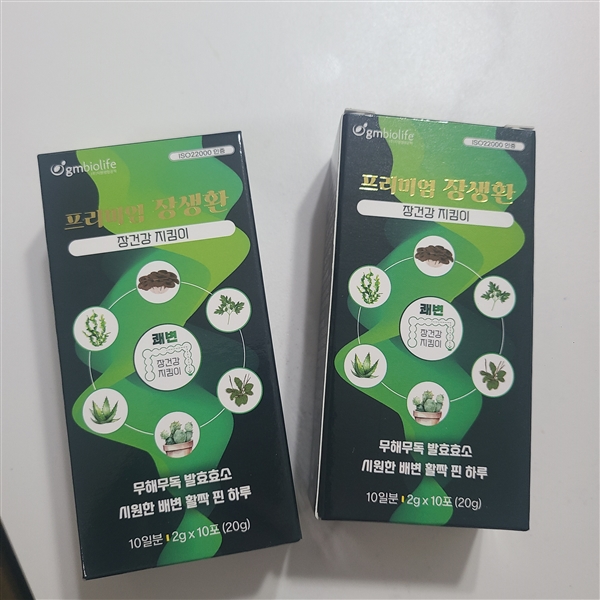 gmbiolife
ISO22000 인증
프리미엄 장생환
장건강 지킴이
쾌변
장건강
지킴이
무해무독 발효효소
시원한 배변 활짝 핀 하루
10일분 2g x 10포 (20g)
gmbiolife
ISO22000 인증
프리미엄 장생환
장건강 지킴이
쾌변
장건강
지킴이
무해무독 발효효소
시원한 배변 활짝 핀 하루
10일분 2g x 10포 (20g)